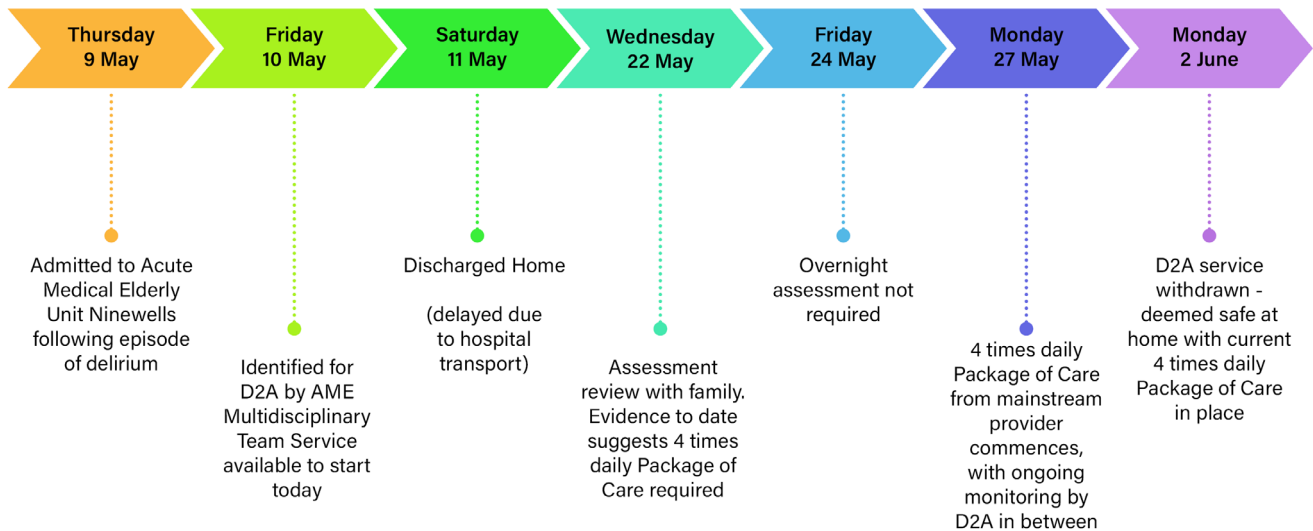 Thursday
9 May
Friday
10 May
Saturday
11 May
Wednesday
22 May
Friday
24 May
Monday
27 May
Monday
2 June
Admitted to Acute
Medical Elderly
Unit Ninewells
following episode
of delirium
Identified for
D2A by AME
Multidisciplinary
Team Service
available to start
today
Discharged Home
(delayed due
to hospital
transport)
Assessment
review with family.
Evidence to date
suggests 4 times
daily Package of
Care required
Overnight
assessment not
required
4 times daily
Package of Care
from mainstream
provider
commences,
with ongoing
monitoring by
D2A in between
D2A service
withdrawn -
deemed safe at
home with current
4 times daily
Package of Care
in place